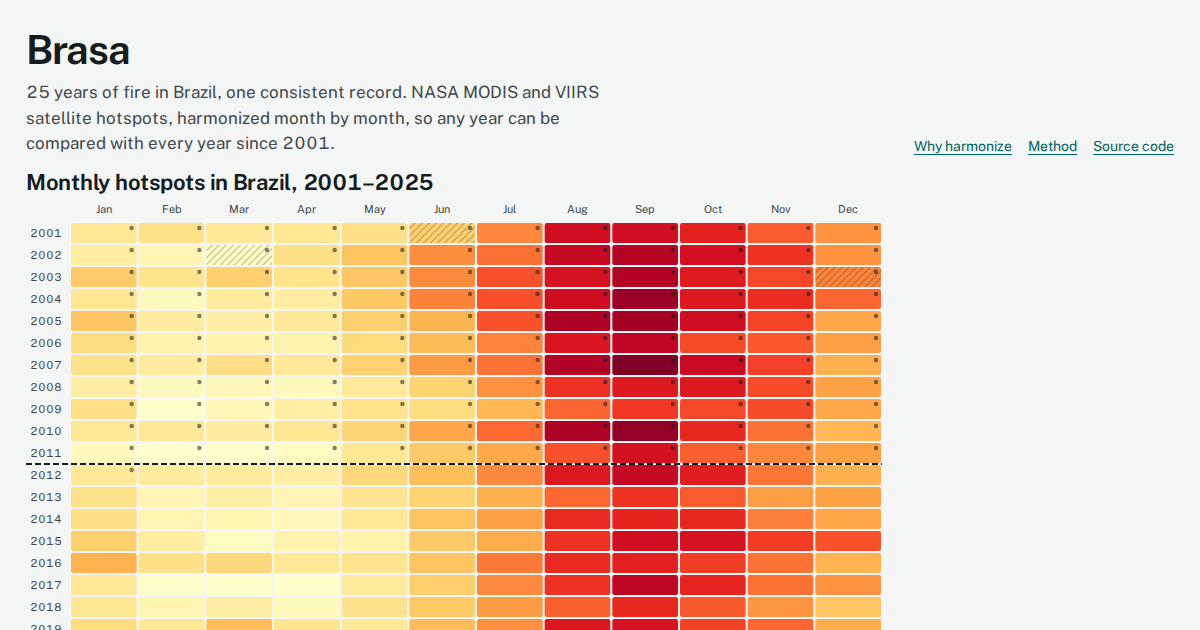 Brasa
25 years of fire in Brazil, one consistent record. NASA MODIS and VIIRS
satellite hotspots, harmonized month by month, so any year can be
compared with every year since 2001.
Why harmonize Method Source code
Monthly hotspots in Brazil, 2001–2025
Jan Feb Mar Apr May Jun Jul Aug Sep Oct Nov Dec
2001
2002
2003
2004
2005
2006
2007
2008
2009
2010
2011
2012
2013
2014
2015
2016
2017
2018
2019